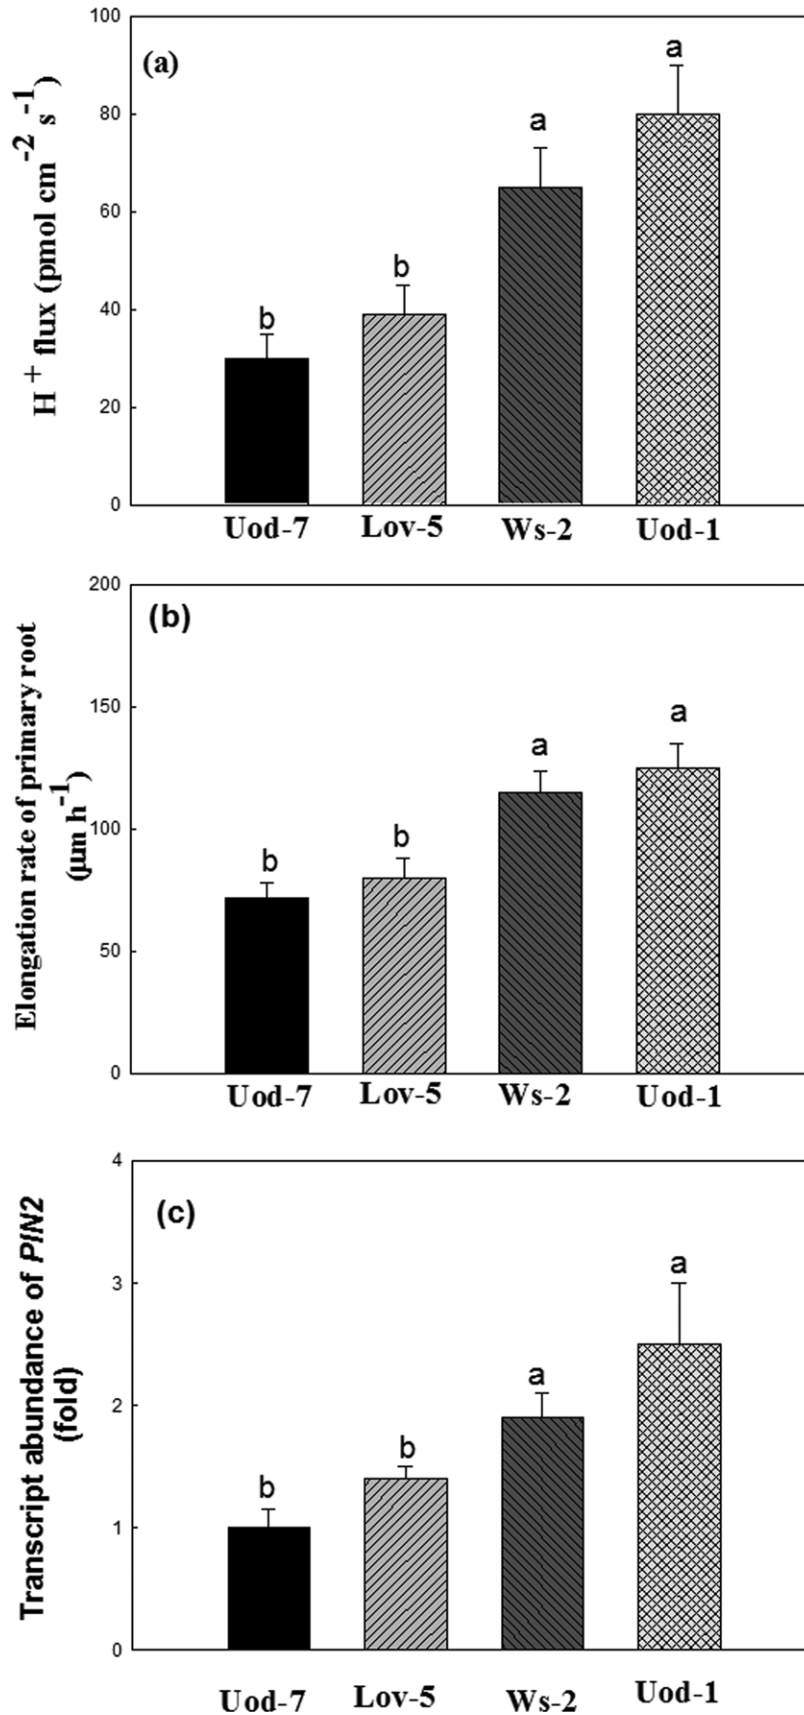 (a)
H + flux (pmol cm-2 s-1)
100
80
60
40
20
0
b
b
a
a
Uod-7 Lov-5 Ws-2 Uod-1
(b)
Elongation rate of primary root
(µm h-1)
200
150
100
50
0
b
b
a
a
Uod-7 Lov-5 Ws-2 Uod-1
(c)
Transcript abundance of PIN2
(fold)
4
3
2
1
0
b
b
a
a
Uod-7 Lov-5 Ws-2 Uod-1